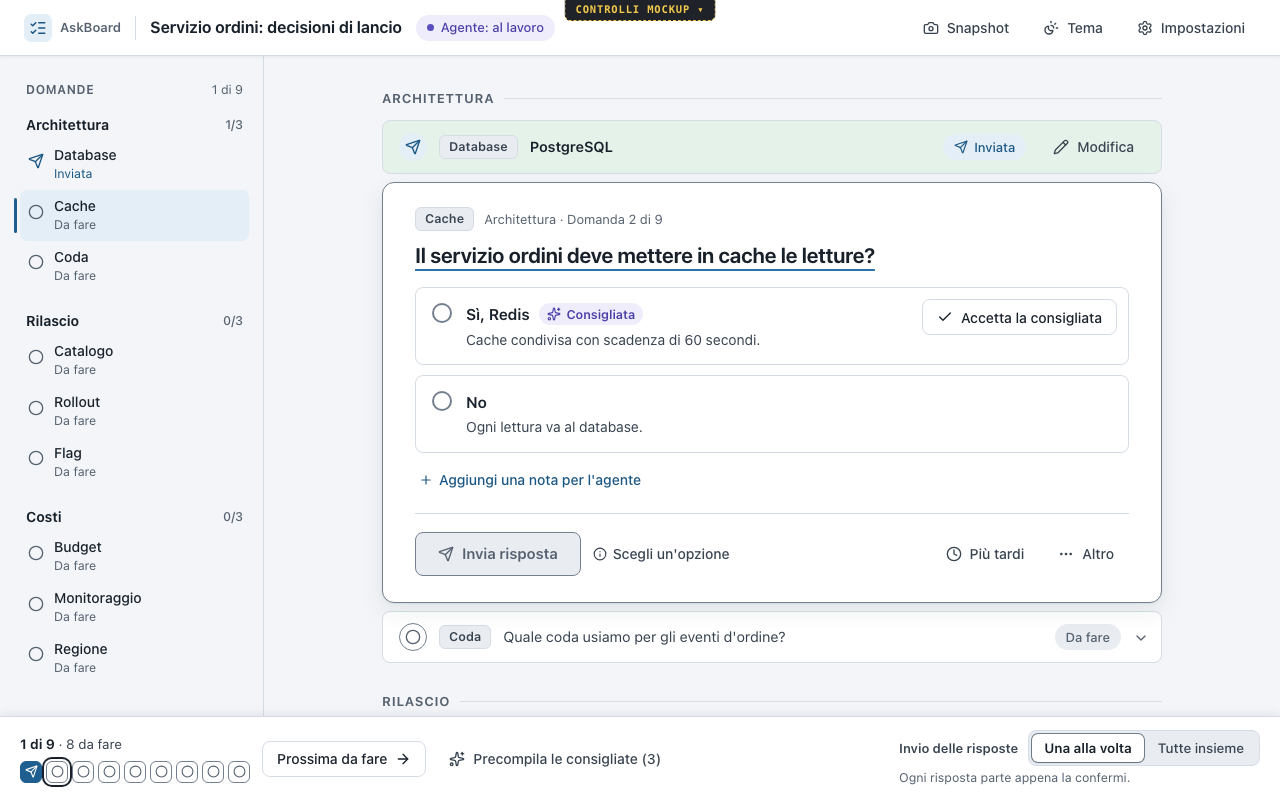 CONTROLLI MOCKUP ▾
AskBoard
Servizio ordini: decisioni di lancio
Agente: al lavoro
Snapshot
Tema
Impostazioni
DOMANDE 1 di 9
Architettura 1/3
Database
Inviata
Cache
Da fare
Coda
Da fare
Rilascio 0/3
Catalogo
Da fare
Rollout
Da fare
Flag
Da fare
Costi 0/3
Budget
Da fare
Monitoraggio
Da fare
Regione
Da fare
ARCHITETTURA
Database PostgreSQL Inviata Modifica
Cache Architettura · Domanda 2 di 9
Il servizio ordini deve mettere in cache le letture?
Sì, Redis Consigliata Accetta la consigliata
Cache condivisa con scadenza di 60 secondi.
No
Ogni lettura va al database.
+ Aggiungi una nota per l'agente
Invia risposta Scegli un'opzione Più tardi ··· Altro
Coda Quale coda usiamo per gli eventi d'ordine? Da fare
RILASCIO
1 di 9 · 8 da fare
Prossima da fare →
Precompila le consigliate (3)
Invio delle risposte Una alla volta Tutte insieme
Ogni risposta parte appena la confermi.